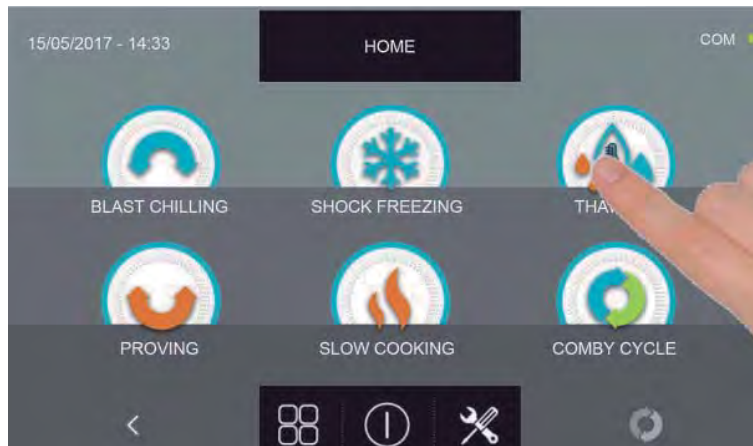 15/05/2017 - 14:33
HOME
COM
BLAST CHILLING
SHOCK FREEZING
PROVING
SLOW COOKING
COMBY CYCLE